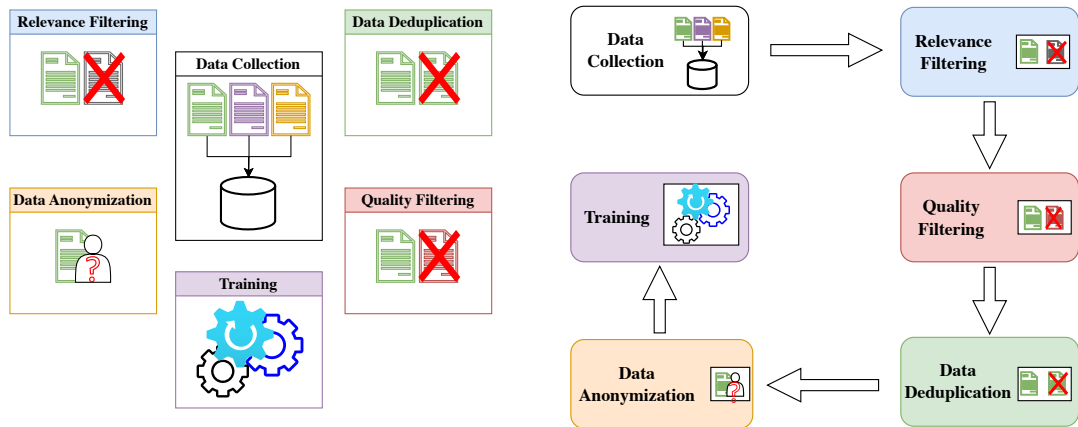 Relevance Filtering
Data Deduplication
Data Collection
Data Anonymization
?
Quality Filtering
Training
Data
Collection
Relevance
Filtering
Training
Quality
Filtering
Data
Anonymization
?
Data
Deduplication